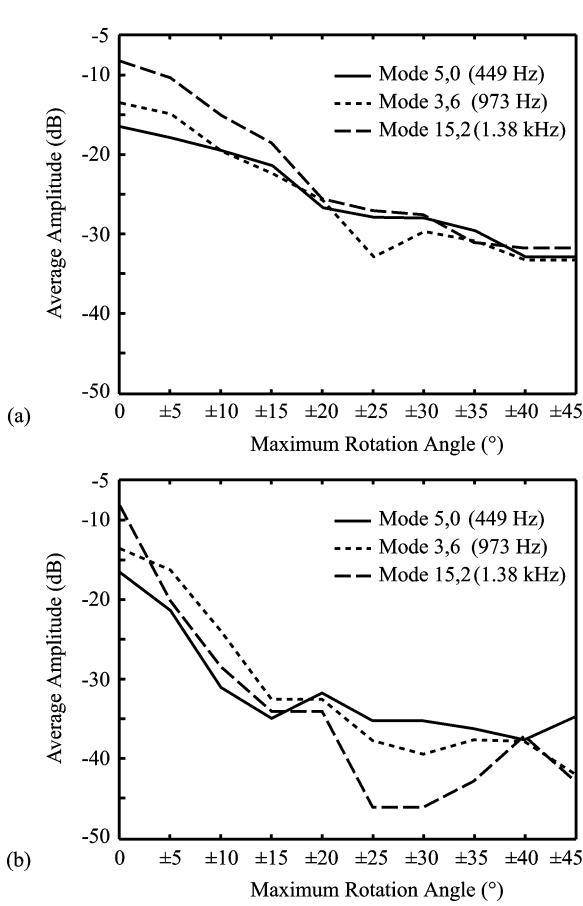 -5
Mode 5,0 (449 Hz)
-10
Mode 3,6 (973 Hz)
Mode 15,2 (1.38 kHz)
-20
Average Amplitude (dB)
-30
-40
-50
0 ±5 ±10 ±15 ±20 ±25 ±30 ±35 ±40 ±45
(a)
Maximum Rotation Angle (°)
-5
Mode 5,0 (449 Hz)
-10
Mode 3,6 (973 Hz)
Mode 15,2 (1.38 kHz)
-20
Average Amplitude (dB)
-30
-40
-50
0 ±5 ±10 ±15 ±20 ±25 ±30 ±35 ±40 ±45
(b)
Maximum Rotation Angle (°)